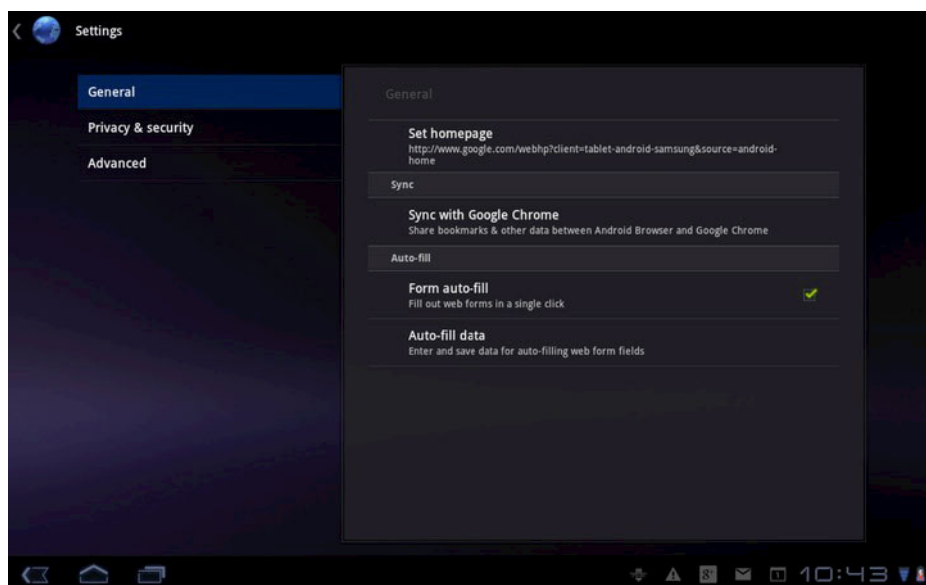 Settings
General
Privacy & security
Advanced
General
Set homepage
http://www.google.com/webhp?client=tablet-android-samsung&source=android-
home
Sync
Sync with Google Chrome
Share bookmarks & other data between Android Browser and Google Chrome
Auto-fill
Form auto-fill
Fill out web forms in a single click
Auto-fill data
Enter and save data for auto-filling web form fields
8+ 1 10:43